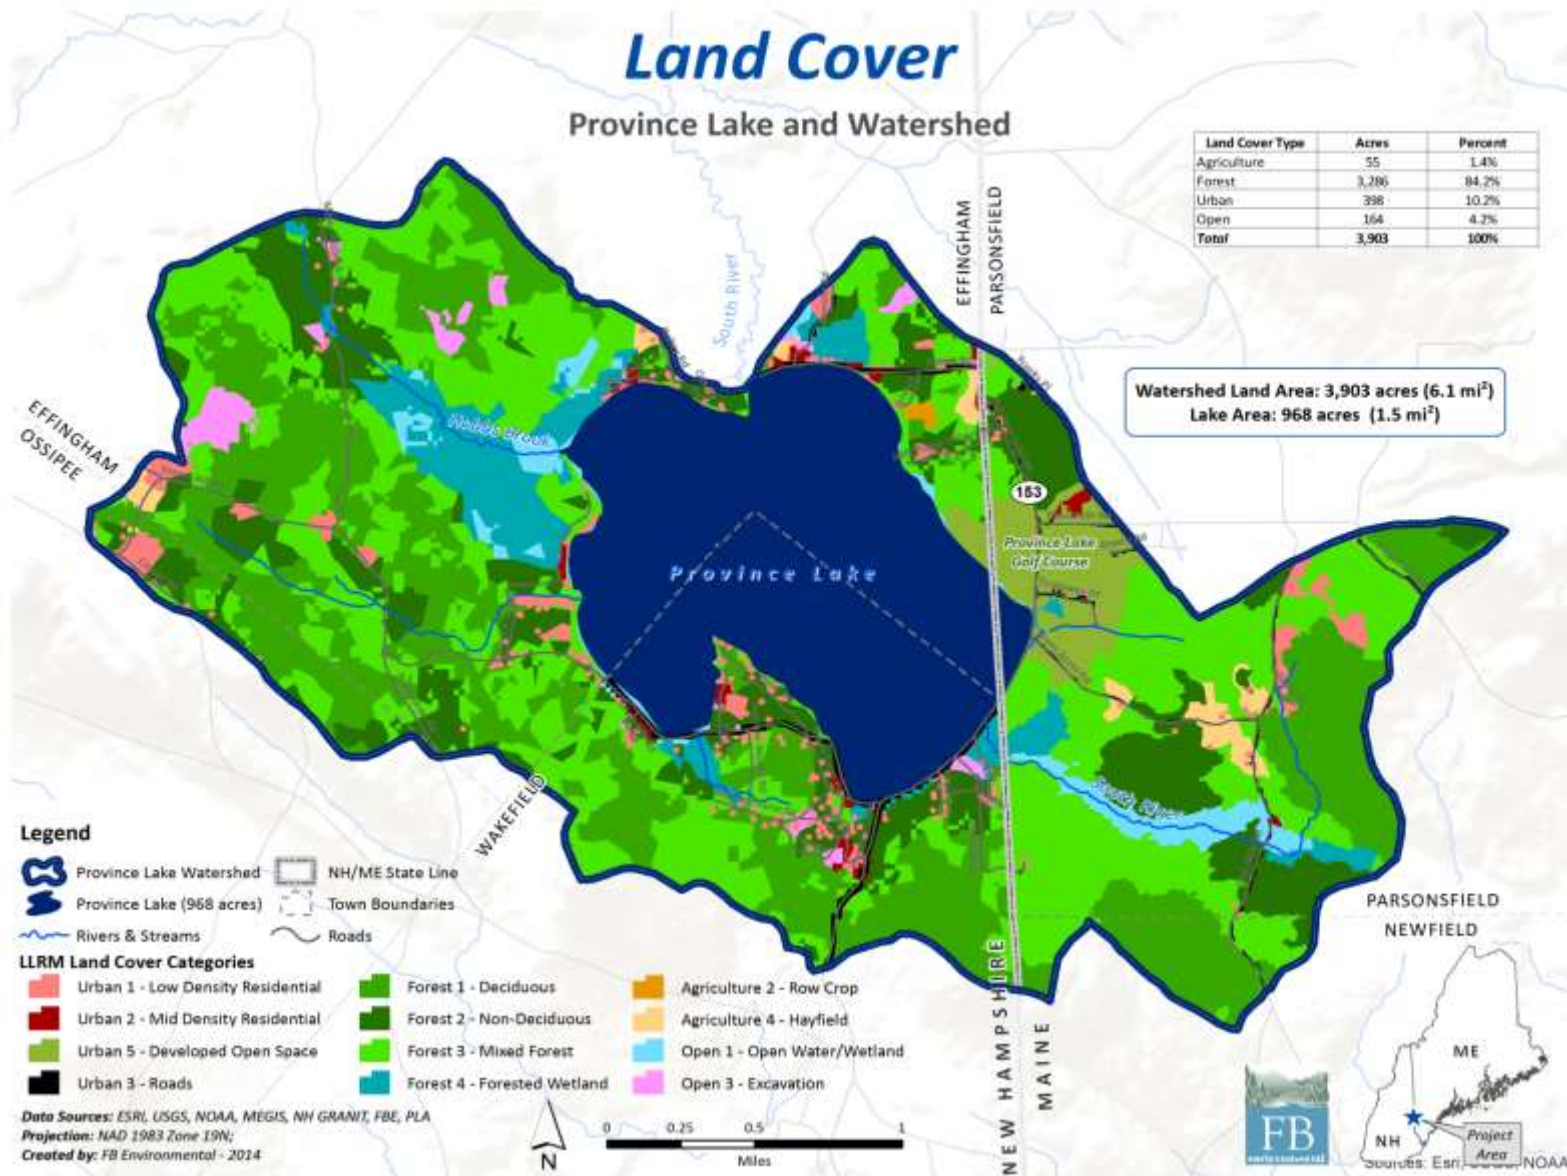 Land Cover
Province Lake and Watershed
Land Cover Type Acres Percent
Agriculture 55 1.4%
Forest 3,286 84.2%
Urban 398 10.2%
Open 164 4.2%
Total 3,903 100%
EFFINGHAM
PARSONSFIELD
South River
Watershed Land Area: 3,903 acres (6.1 mi²)
Lake Area: 968 acres (1.5 mi²)
EFFINGHAM
OSSIPEE
Hobbs Brook
153
Province Lake
Golf Course
Province Lake
South River
WAKEFIELD
PARSONSFIELD
NEWFIELD
NEW HAMPSHIRE
MAINE
Legend
Province Lake Watershed
NH/ME State Line
Province Lake (968 acres)
Town Boundaries
Rivers & Streams
Roads
LLRM Land Cover Categories
Urban 1 - Low Density Residential
Forest 1 - Deciduous
Agriculture 2 - Row Crop
Urban 2 - Mid Density Residential
Forest 2 - Non-Deciduous
Agriculture 4 - Hayfield
Urban 5 - Developed Open Space
Forest 3 - Mixed Forest
Open 1 - Open Water/Wetland
Urban 3 - Roads
Forest 4 - Forested Wetland
Open 3 - Excavation
Data Sources: ESRI, USGS, NOAA, MEGIS, NH GRANIT, FBE, PLA
Projection: NAD 1983 Zone 19N;
Created by: FB Environmental - 2014
N
0 0.25 0.5 1
Miles
FB
environmental
ME
NH
Project
Area
Sources: Esri NOAA